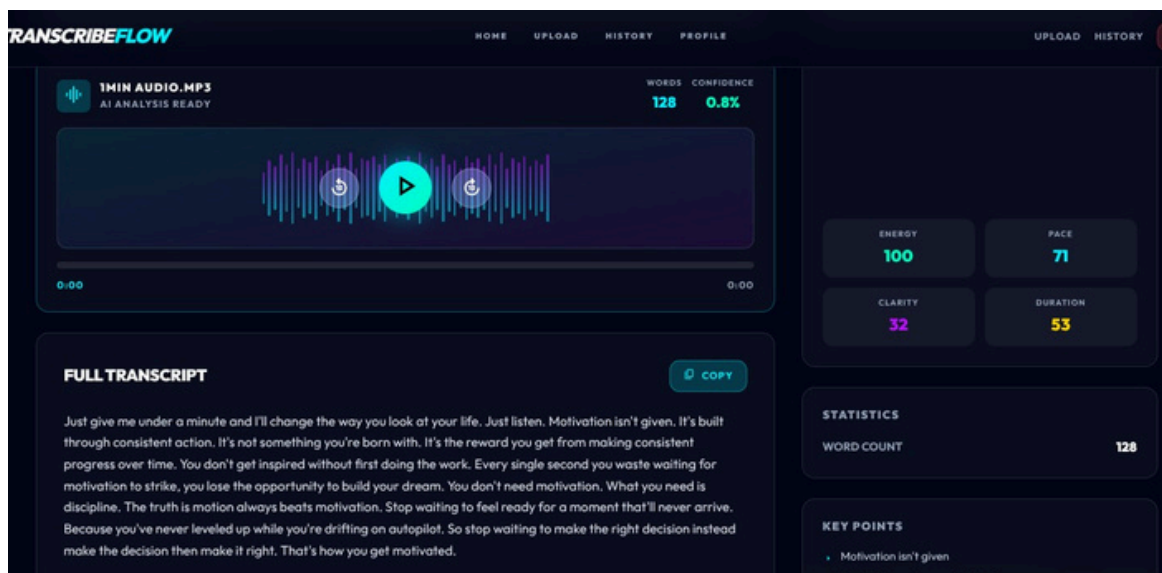 TRANSCRIBEFLOW
HOME UPLOAD HISTORY PROFILE
UPLOAD HISTORY
1MIN AUDIO.MP3
AI ANALYSIS READY
WORDS CONFIDENCE
128 0.8%
0:00 0:00
FULL TRANSCRIPT
COPY
Just give me under a minute and I'll change the way you look at your life. Just listen. Motivation isn't given. It's built
through consistent action. It's not something you're born with. It's the reward you get from making consistent
progress over time. You don't get inspired without first doing the work. Every single second you waste waiting for
motivation to strike, you lose the opportunity to build your dream. You don't need motivation. What you need is
discipline. The truth is motion always beats motivation. Stop waiting to feel ready for a moment that'll never arrive.
Because you've never leveled up while you're drifting on autopilot. So stop waiting to make the right decision instead
make the decision then make it right. That's how you get motivated.
ENERGY PACE
100 71
CLARITY DURATION
32 53
STATISTICS
WORD COUNT 128
KEY POINTS
• Motivation isn't given